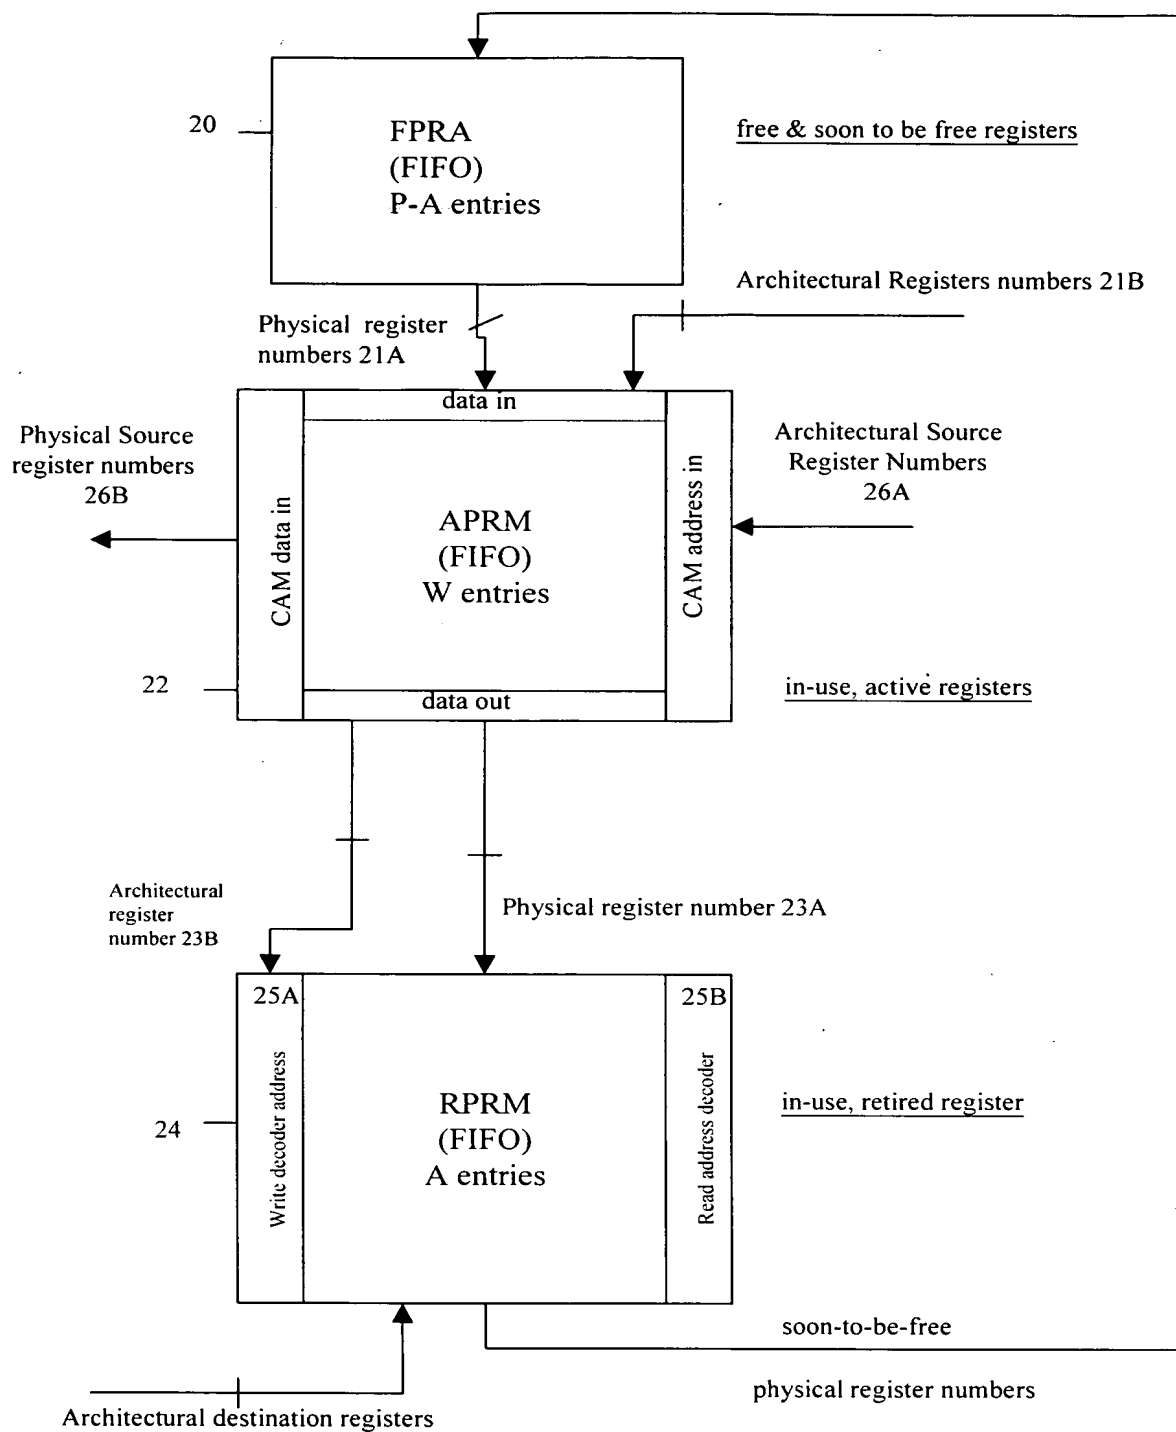 20
FPRA
(FIFO)
P-A entries
free & soon to be free registers
Architectural Registers numbers 21B
Physical register
numbers 21A
data in
Physical Source
register numbers
26B
CAM data in
APRM
(FIFO)
W entries
CAM address in
Architectural Source
Register Numbers
26A
22
data out
in-use, active registers
Architectural
register
number 23B
Physical register number 23A
25A
25B
Write decoder address
RPRM
(FIFO)
A entries
Read address decoder
24
in-use, retired register
soon-to-be-free
physical register numbers
Architectural destination registers